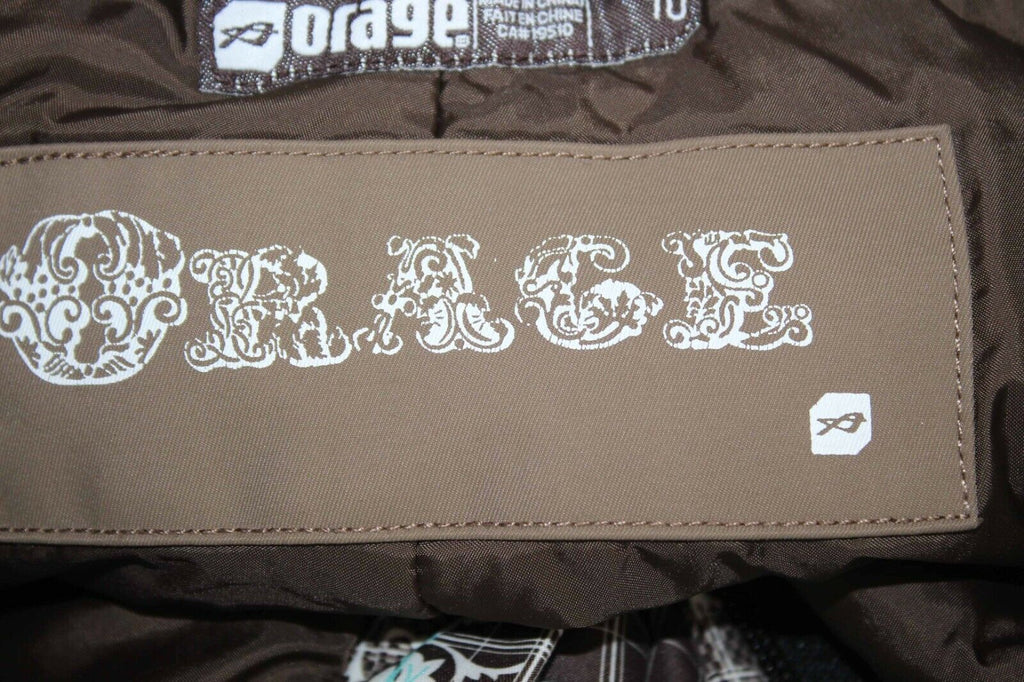 orage
MADE IN CHINA
FAIT EN CHINE
CA#19510
10
ORAGE